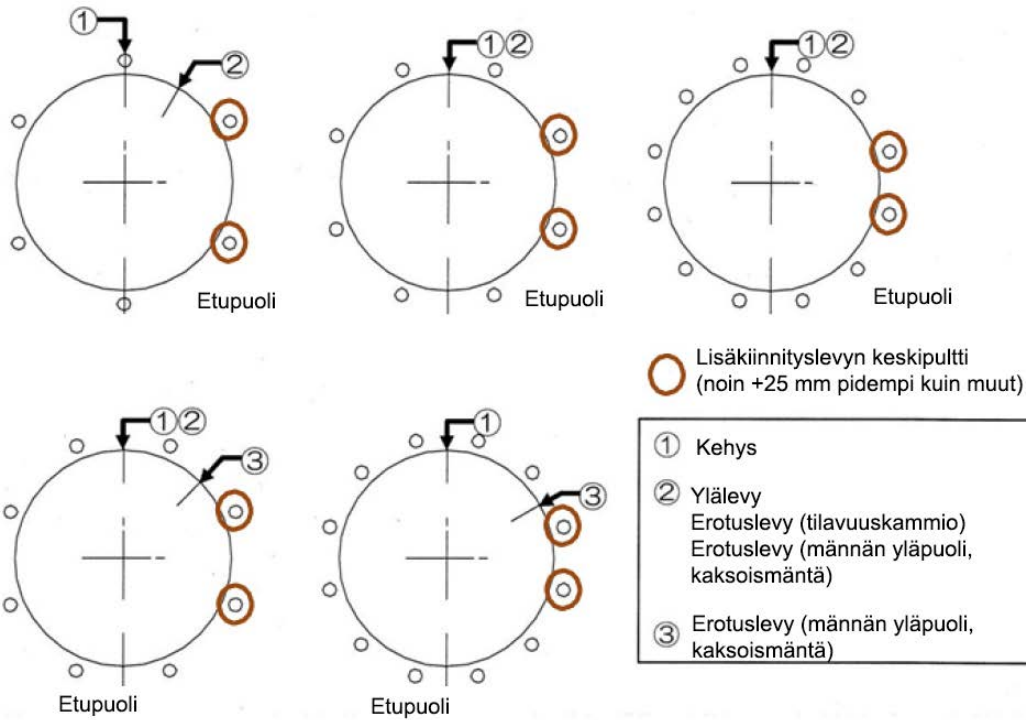 ①
②
Etupuoli
①②
Etupuoli
①②
Etupuoli
Lisäkiinnityslevyn keskipultti
(noin +25 mm pidempi kuin muut)
①②
③
Etupuoli
①
③
Etupuoli
① Kehys
② Ylälevy
Erotuslevy (tilavuuskammio)
Erotuslevy (männän yläpuoli,
kaksoismäntä)
③ Erotuslevy (männän yläpuoli,
kaksoismäntä)